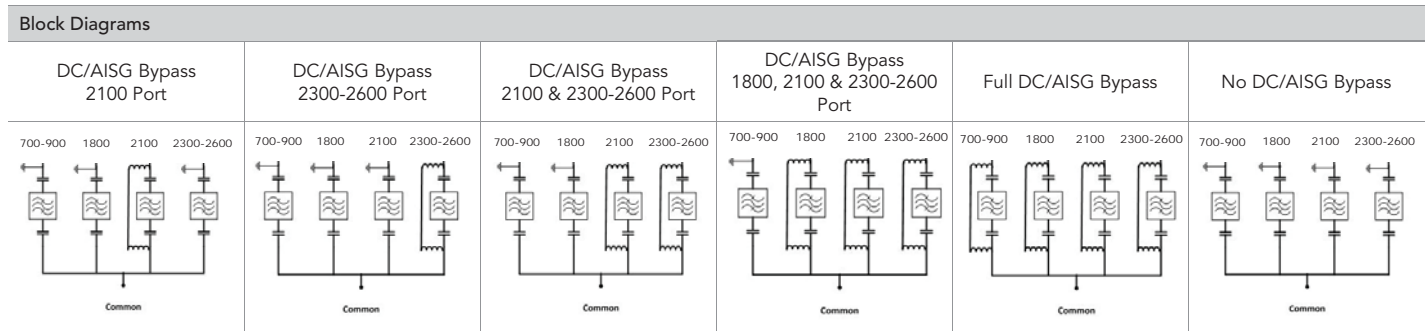 Block Diagrams
DC/AISG Bypass
2100 Port
DC/AISG Bypass
2300-2600 Port
DC/AISG Bypass
2100 & 2300-2600 Port
DC/AISG Bypass
1800, 2100 & 2300-2600
Port
Full DC/AISG Bypass
No DC/AISG Bypass
700-900 1800 2100 2300-2600
Common
700-900 1800 2100 2300-2600
Common
700-900 1800 2100 2300-2600
Common
700-900 1800 2100 2300-2600
Common
700-900 1800 2100 2300-2600
Common
700-900 1800 2100 2300-2600
Common